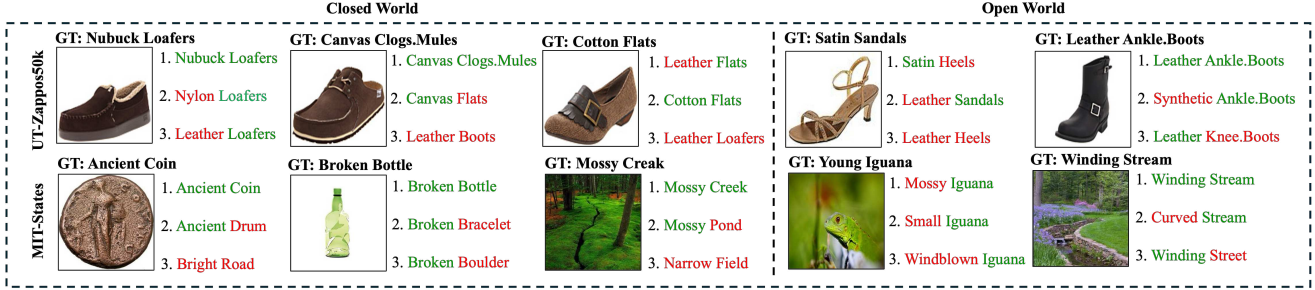 Closed World
Open World
UT-Zappos50k
GT: Nubuck Loafers
1. Nubuck Loafers
2. Nylon Loafers
3. Leather Loafers
GT: Canvas Clogs.Mules
1. Canvas Clogs.Mules
2. Canvas Flats
3. Leather Boots
GT: Cotton Flats
1. Leather Flats
2. Cotton Flats
3. Leather Loafers
GT: Satin Sandals
1. Satin Heels
2. Leather Sandals
3. Leather Heels
GT: Leather Ankle.Boots
1. Leather Ankle.Boots
2. Synthetic Ankle.Boots
3. Leather Knee.Boots
MIT-States
GT: Ancient Coin
1. Ancient Coin
2. Ancient Drum
3. Bright Road
GT: Broken Bottle
1. Broken Bottle
2. Broken Bracelet
3. Broken Boulder
GT: Mossy Creak
1. Mossy Creek
2. Mossy Pond
3. Narrow Field
GT: Young Iguana
1. Mossy Iguana
2. Small Iguana
3. Windblown Iguana
GT: Winding Stream
1. Winding Stream
2. Curved Stream
3. Winding Street